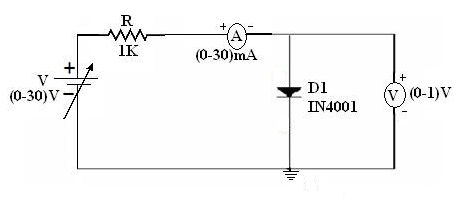 R
1K
+ A -
(0-30)mA
+
V
(0-30)V -
D1
IN4001
+
V (0-1)V
-